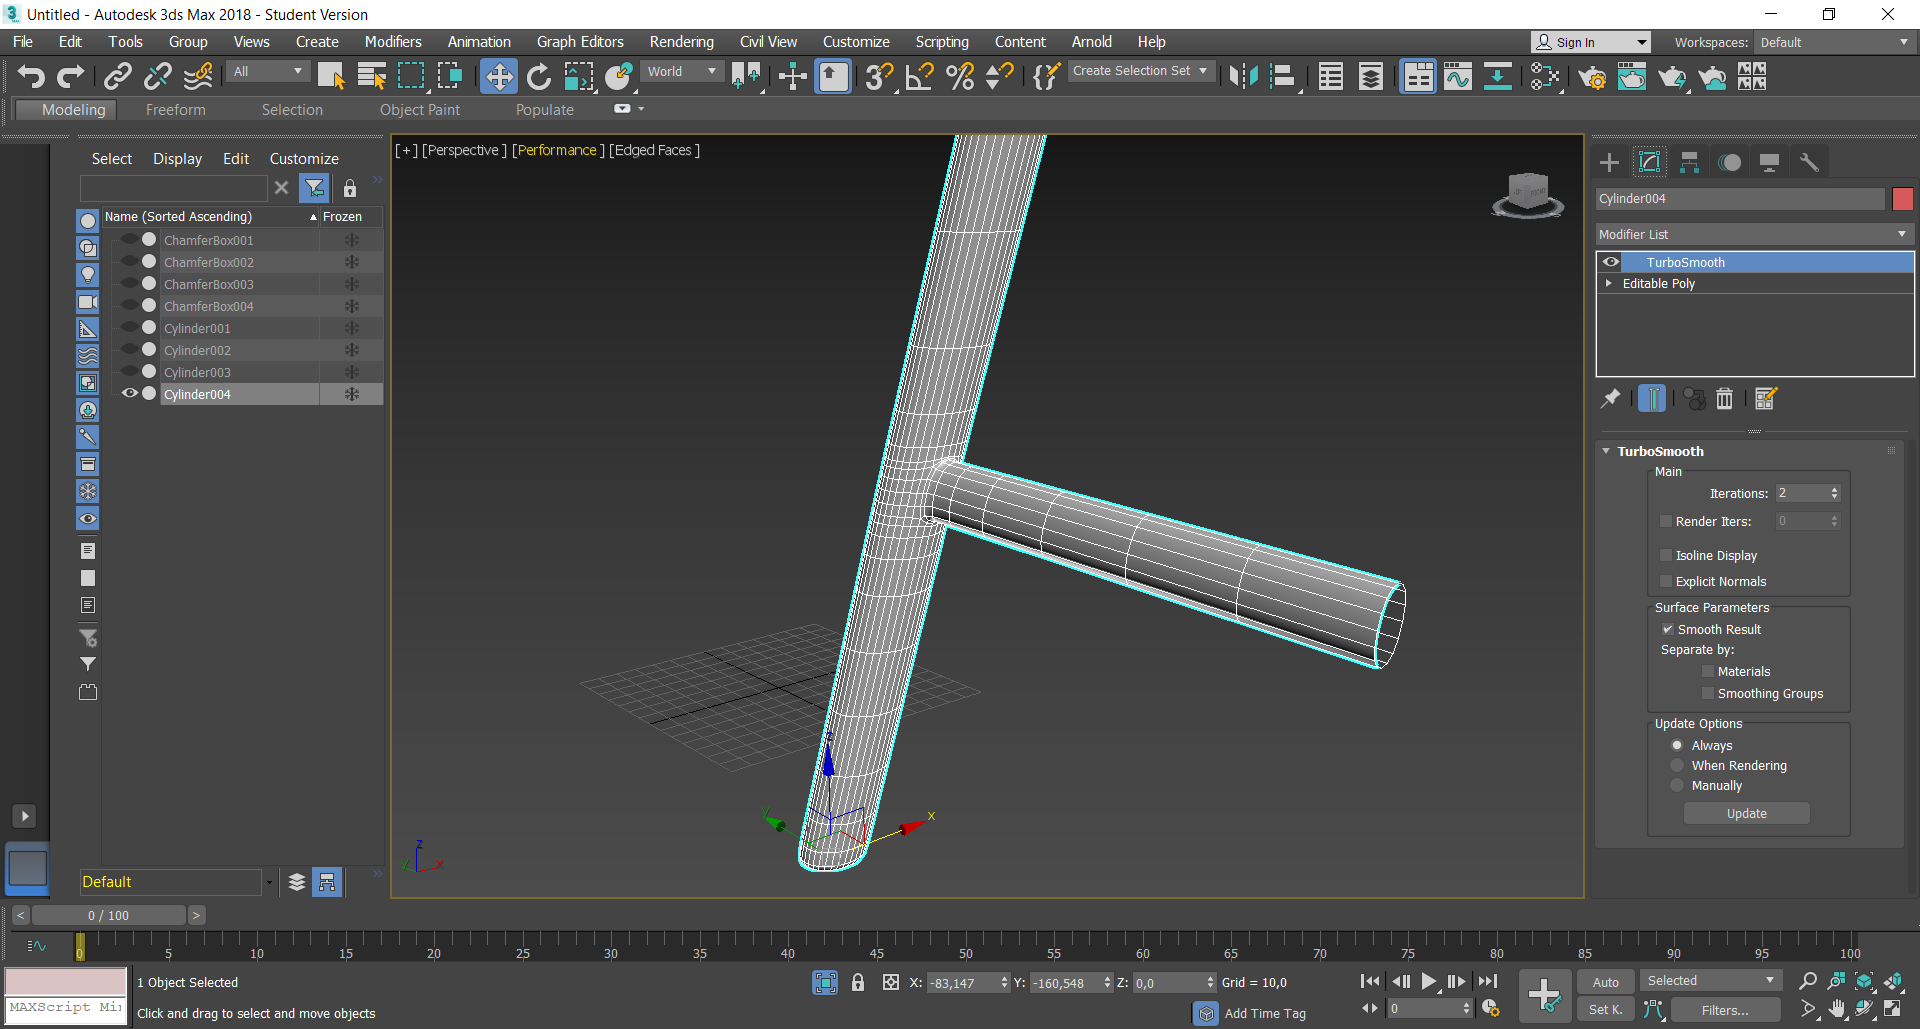 Untitled - Autodesk 3ds Max 2018 - Student Version
File Edit Tools Group Views Create Modifiers Animation Graph Editors Rendering Civil View Customize Scripting Content Arnold Help
Sign In
Workspaces: Default
All
World
Create Selection Set
Modeling Freeform Selection Object Paint Populate
Select Display Edit Customize
Name (Sorted Ascending) Frozen
ChamferBox001
ChamferBox002
ChamferBox003
ChamferBox004
Cylinder001
Cylinder002
Cylinder003
Cylinder004
Default
[+] [Perspective ] [Performance ] [Edged Faces ]
z
x
z
x
Cylinder004
Modifier List
TurboSmooth
Editable Poly
TurboSmooth
Main
Iterations: 2
Render Iters: 0
Isoline Display
Explicit Normals
Surface Parameters
Smooth Result
Separate by:
Materials
Smoothing Groups
Update Options
Always
When Rendering
Manually
Update
< 0 / 100 >
0 5 10 15 20 25 30 35 40 45 50 55 60 65 70 75 80 85 90 95 100
MAXScript Mi
1 Object Selected
Click and drag to select and move objects
X: -83,147 Y: -160,548 Z: 0,0 Grid = 10,0
Add Time Tag
0
Auto
Selected
Set K.
Filters...